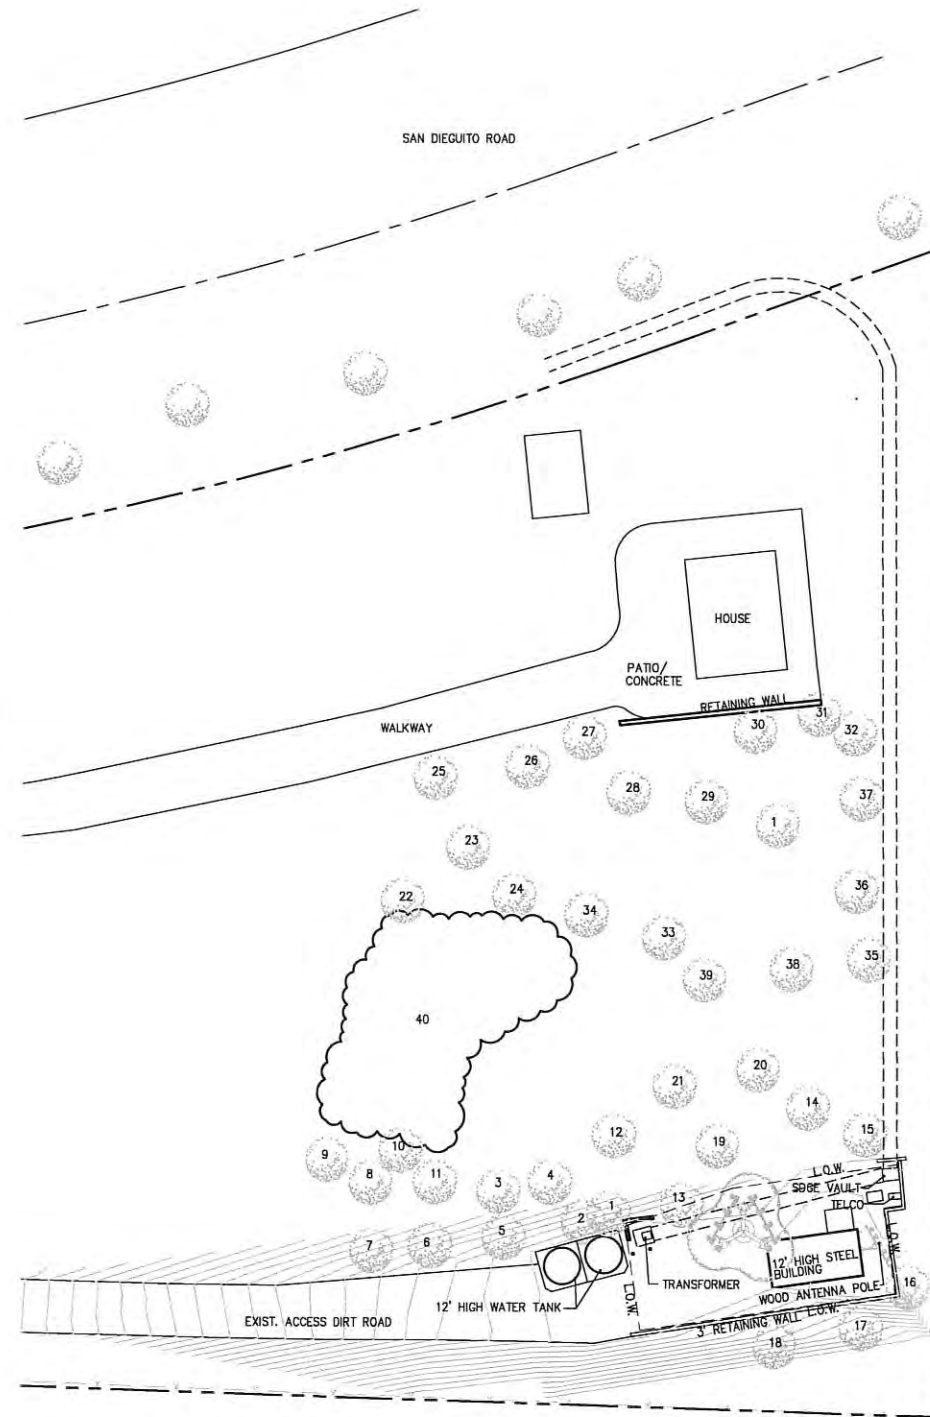 SAN DIEGUITO ROAD
HOUSE
PATIO/
CONCRETE
RETAINING WALL
WALKWAY
31
30
32
27
26
25
28
29
37
1
23
22
24
36
34
33
35
38
39
40
20
21
14
15
12
19
10
9
8
11
3
4
L.O.W.
SDGE VAULT
TELCO
13
1
2
5
6
7
L.O.W.
12' HIGH STEEL
BUILDING
TRANSFORMER
WOOD ANTENNA POLE
16
L.O.W.
12' HIGH WATER TANK
EXIST. ACCESS DIRT ROAD
3' RETAINING WALL L.O.W.
17
18